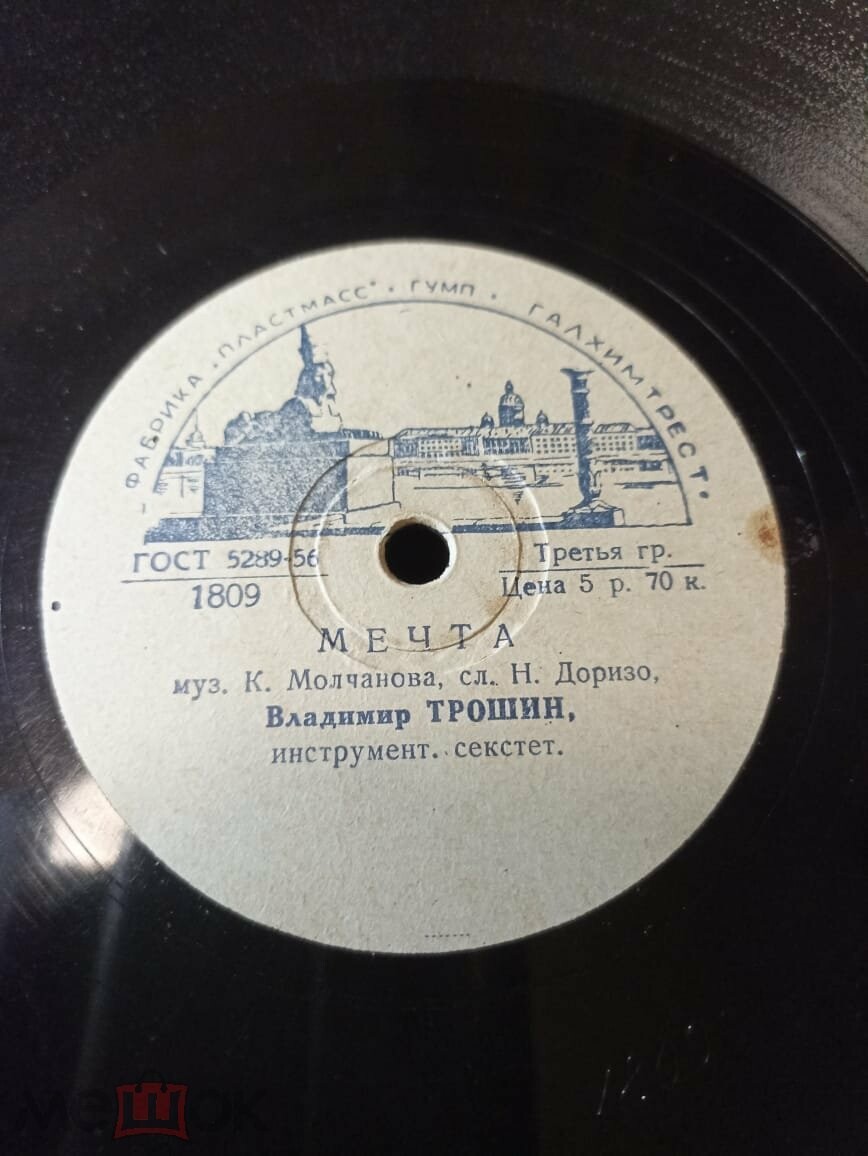 - ФАБРИКА „ПЛАСТМАСС" • ГУМП • ГАЛХИМТРЕСТ •
ГОСТ 5289-56
1809
Третья гр.
Цена 5 р. 70 к.
МЕЧТА
муз. К. Молчанова, сл. Н. Доризо,
Владимир ТРОШИН,
инструмент. секстет.
мешок